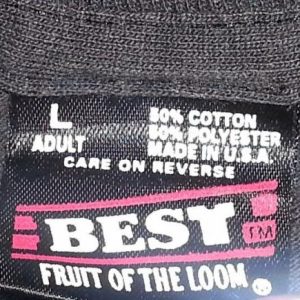 L 50% COTTON
50% POLYESTER
ADULT MADE IN U.S.A
CARE ON REVERSE
BEST TM
FRUIT OF THE LOOM